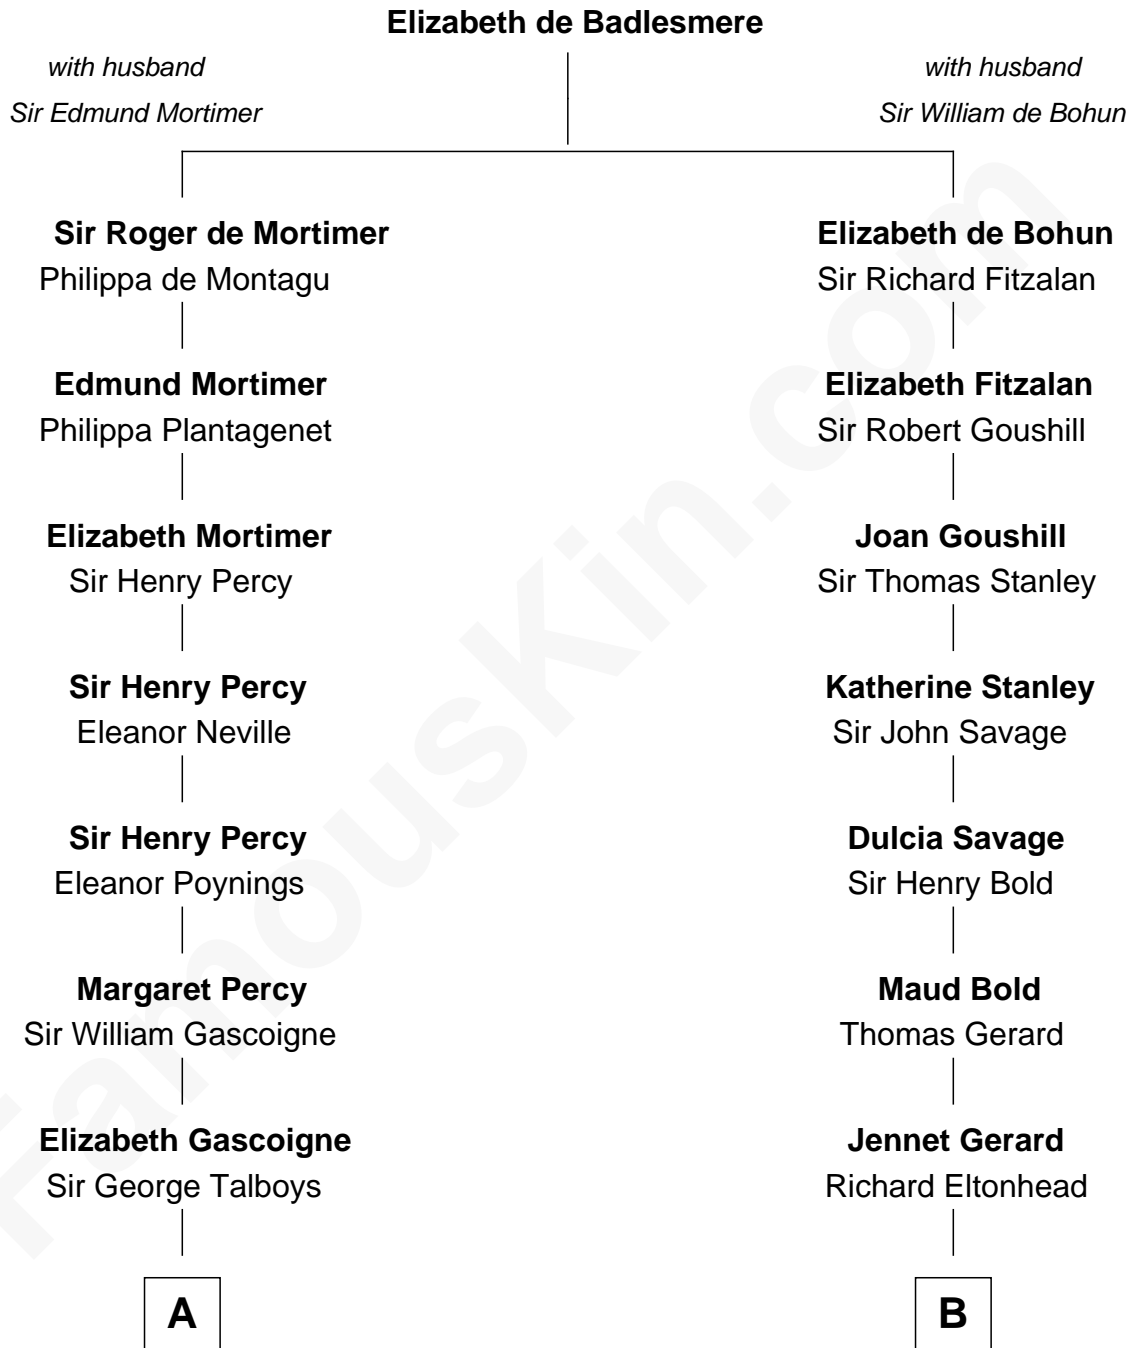 Elizabeth de Badlesmere
with husband
Sir Edmund Mortimer
with husband
Sir William de Bohun
Sir Roger de Mortimer
Philippa de Montagu
Edmund Mortimer
Philippa Plantagenet
Elizabeth Mortimer
Sir Henry Percy
Sir Henry Percy
Eleanor Neville
Sir Henry Percy
Eleanor Poynings
Margaret Percy
Sir William Gascoigne
Elizabeth Gascoigne
Sir George Talboys
A
Elizabeth de Bohun
Sir Richard Fitzalan
Elizabeth Fitzalan
Sir Robert Goushill
Joan Goushill
Sir Thomas Stanley
Katherine Stanley
Sir John Savage
Dulcia Savage
Sir Henry Bold
Maud Bold
Thomas Gerard
Jennet Gerard
Richard Eltonhead
B
FamousKin.com